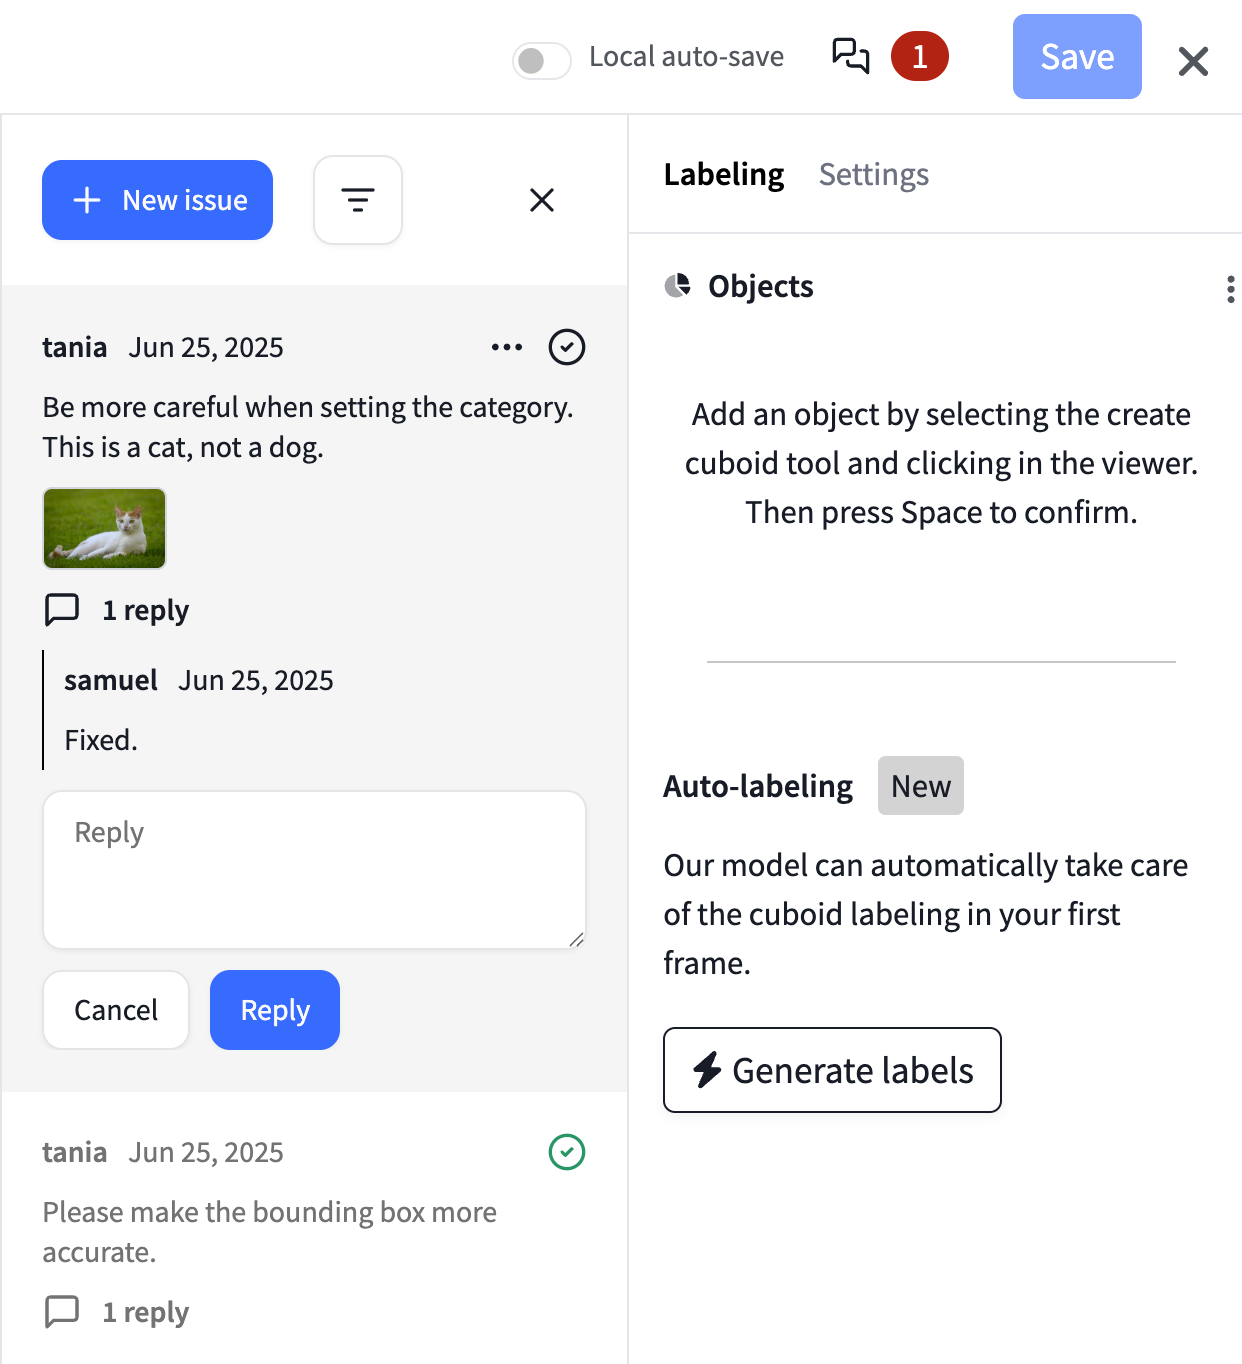 Local auto-save
1
Save
New issue
tania Jun 25, 2025
Be more careful when setting the category.
This is a cat, not a dog.
1 reply
samuel Jun 25, 2025
Fixed.
Reply
Cancel
Reply
tania Jun 25, 2025
Please make the bounding box more
accurate.
1 reply
Labeling Settings
Objects
Add an object by selecting the create
cuboid tool and clicking in the viewer.
Then press Space to confirm.
Auto-labeling New
Our model can automatically take care
of the cuboid labeling in your first
frame.
Generate labels